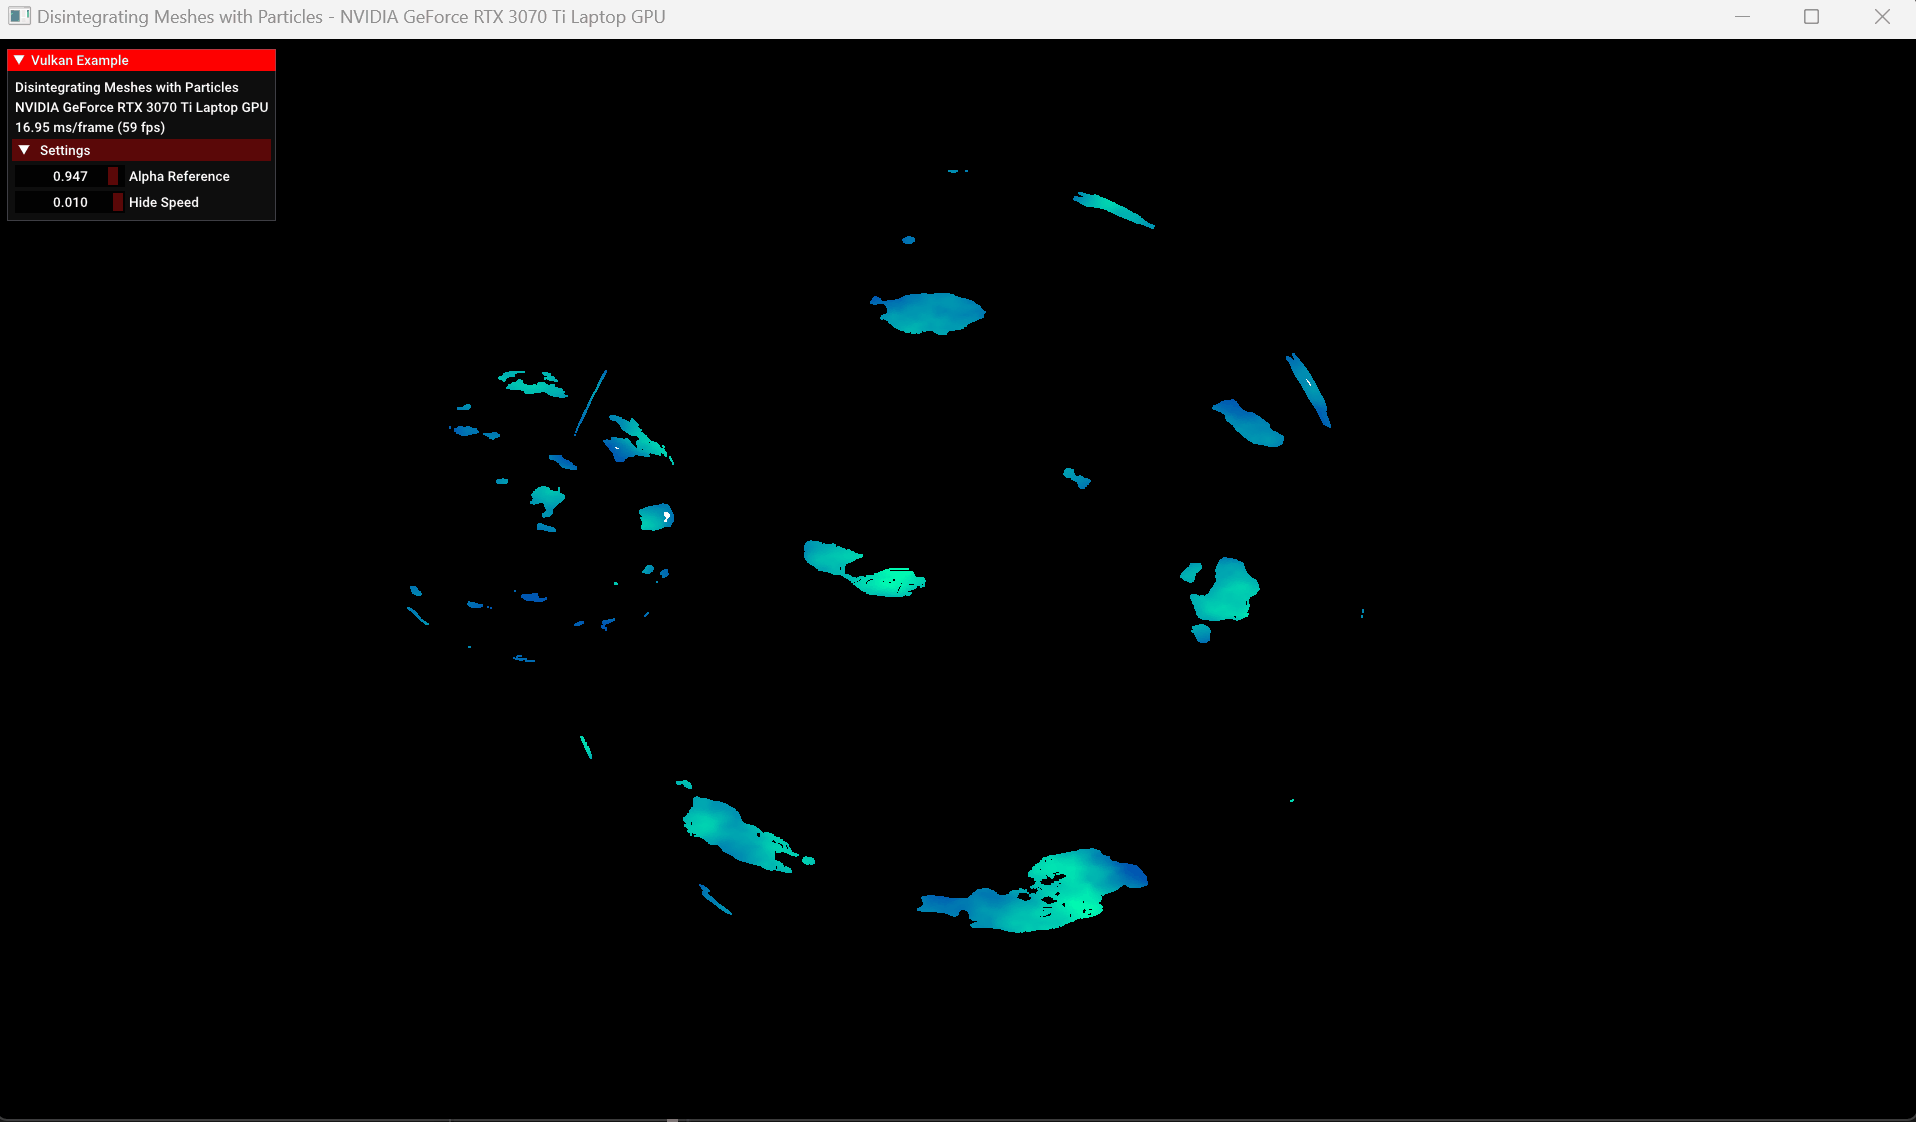 Disintegrating Meshes with Particles - NVIDIA GeForce RTX 3070 Ti Laptop GPU
Vulkan Example
Disintegrating Meshes with Particles
NVIDIA GeForce RTX 3070 Ti Laptop GPU
16.95 ms/frame (59 fps)
Settings
0.947 Alpha Reference
0.010 Hide Speed